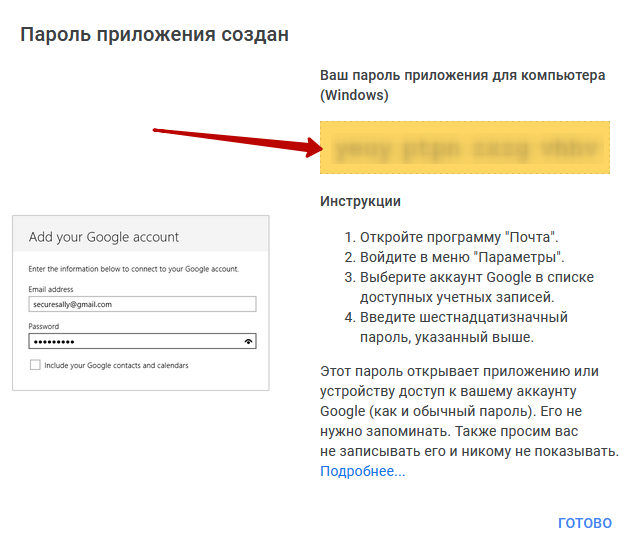 Пароль приложения создан
Ваш пароль приложения для компьютера
(Windows)
Инструкции
1. Откройте программу "Почта".
2. Войдите в меню "Параметры".
3. Выберите аккаунт Google в списке
доступных учетных записей.
4. Введите шестнадцатизначный
пароль, указанный выше.
Этот пароль открывает приложению или
устройству доступ к вашему аккаунту
Google (как и обычный пароль). Его не
нужно запоминать. Также просим вас
не записывать его и никому не показывать.
Подробнее...
Add your Google account
Enter the information below to connect to your Google account.
Email address
securesally@gmail.com
Password
●●●●●●●●●
Include your Google contacts and calendars
ГОТОВО